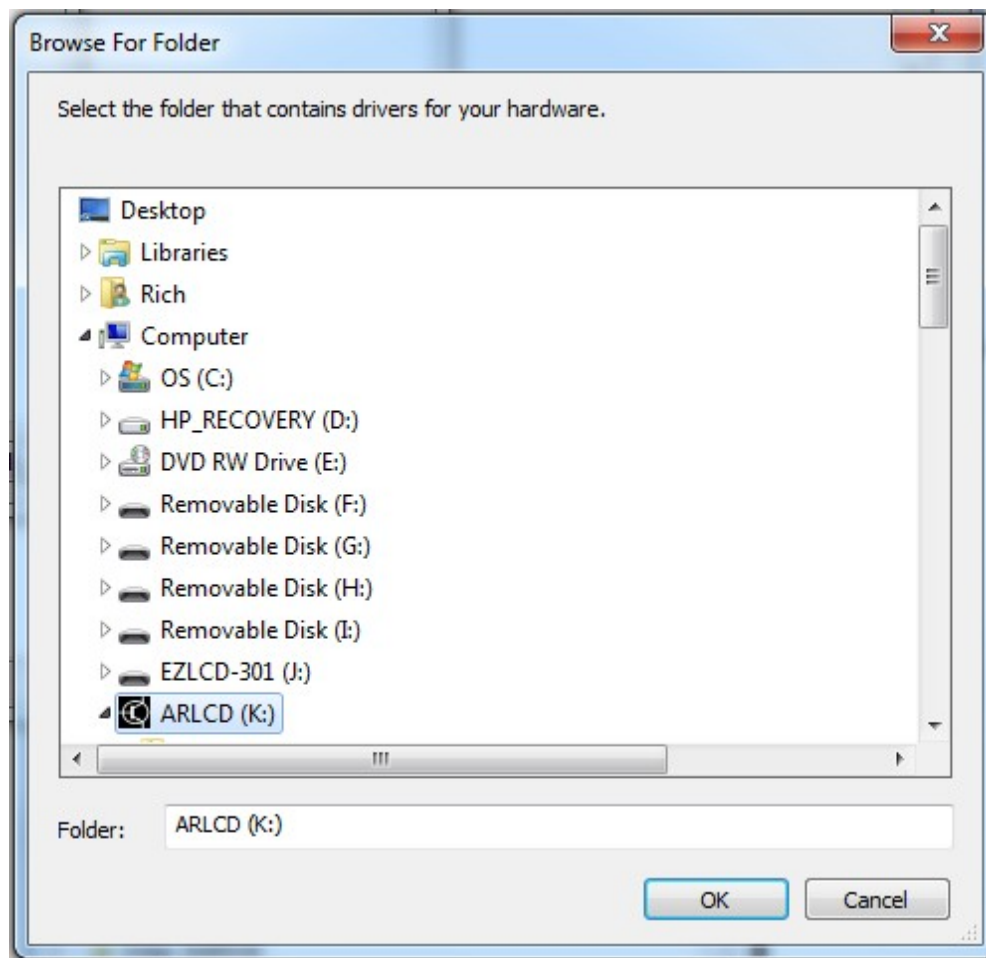 Browse For Folder
Select the folder that contains drivers for your hardware.
Desktop
Libraries
Rich
Computer
OS (C:)
HP_RECOVERY (D:)
DVD RW Drive (E:)
Removable Disk (F:)
Removable Disk (G:)
Removable Disk (H:)
Removable Disk (I:)
EZLCD-301 (J:)
ARLCD (K:)
Folder: ARLCD (K:)
OK Cancel